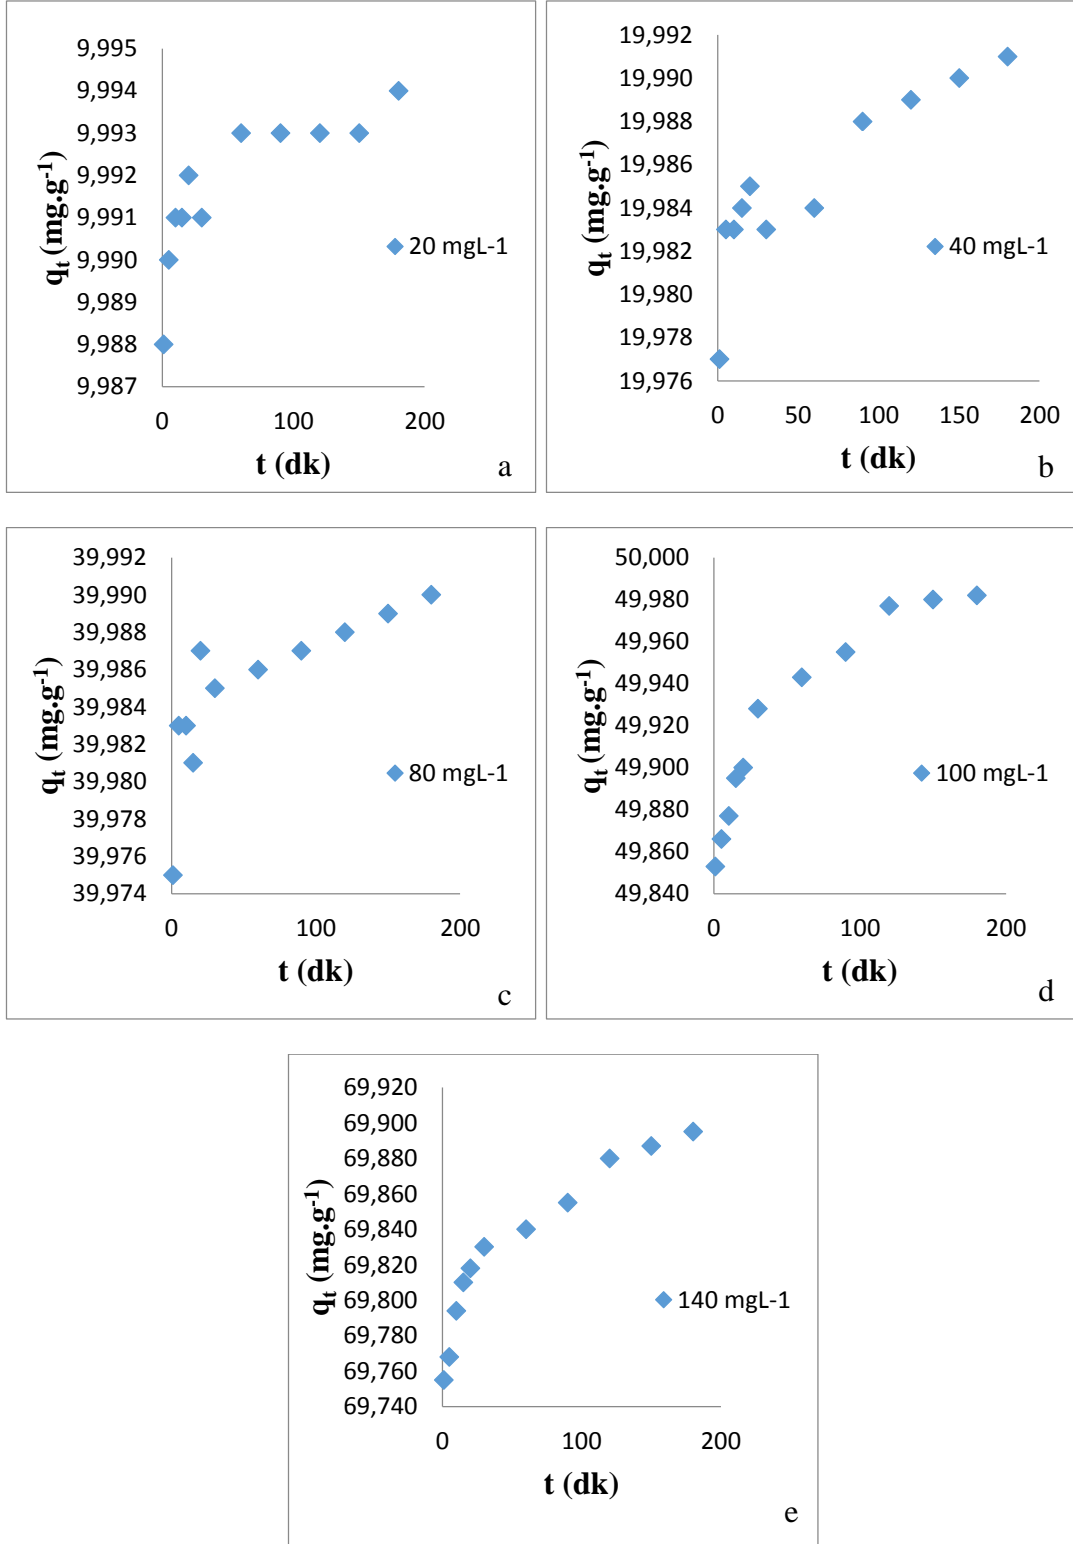 9,995
9,994
9,993
9,992
9,991
9,990
9,989
9,988
9,987
qt (mg.g-1)
0 100 200
t (dk)
20 mgL-1
a
19,992
19,990
19,988
19,986
19,984
19,982
19,980
19,978
19,976
qt (mg.g-1)
0 50 100 150 200
t (dk)
40 mgL-1
b
39,992
39,990
39,988
39,986
39,984
39,982
39,980
39,978
39,976
39,974
qt (mg.g-1)
0 100 200
t (dk)
80 mgL-1
c
50,000
49,980
49,960
49,940
49,920
49,900
49,880
49,860
49,840
qt (mg.g-1)
0 100 200
t (dk)
100 mgL-1
d
69,920
69,900
69,880
69,860
69,840
69,820
69,800
69,780
69,760
69,740
qt (mg.g-1)
0 100 200
t (dk)
140 mgL-1
e